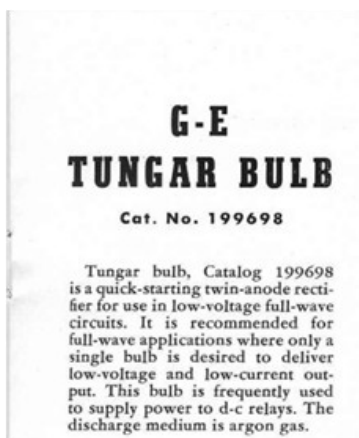 G-E
TUNGAR BULB
Cat. No. 199698
Tungar bulb, Catalog 199698
is a quick-starting twin-anode recti-
fier for use in low-voltage full-wave
circuits. It is recommended for
full-wave applications where only a
single bulb is desired to deliver
low-voltage and low-current out-
put. This bulb is frequently used
to supply power to d-c relays. The
discharge medium is argon gas.